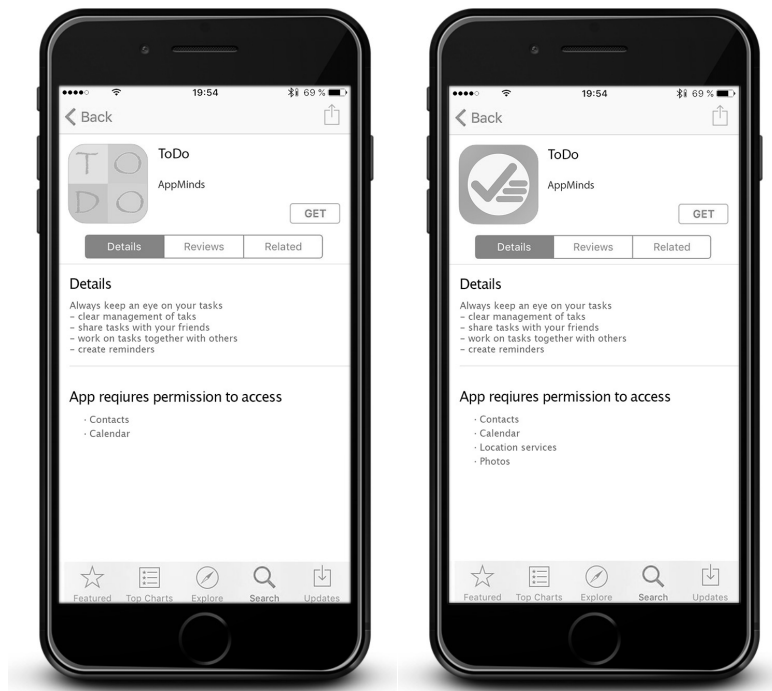 19:54
69 %
Back
TO
DO
ToDo
AppMinds
GET
Details
Reviews
Related
Details
Always keep an eye on your tasks
– clear management of taks
– share tasks with your friends
– work on tasks together with others
– create reminders
App reqiures permission to access
· Contacts
· Calendar
Featured
Top Charts
Explore
Search
Updates
19:54
69 %
Back
ToDo
AppMinds
GET
Details
Reviews
Related
Details
Always keep an eye on your tasks
– clear management of taks
– share tasks with your friends
– work on tasks together with others
– create reminders
App reqiures permission to access
· Contacts
· Calendar
· Location services
· Photos
Featured
Top Charts
Explore
Search
Updates